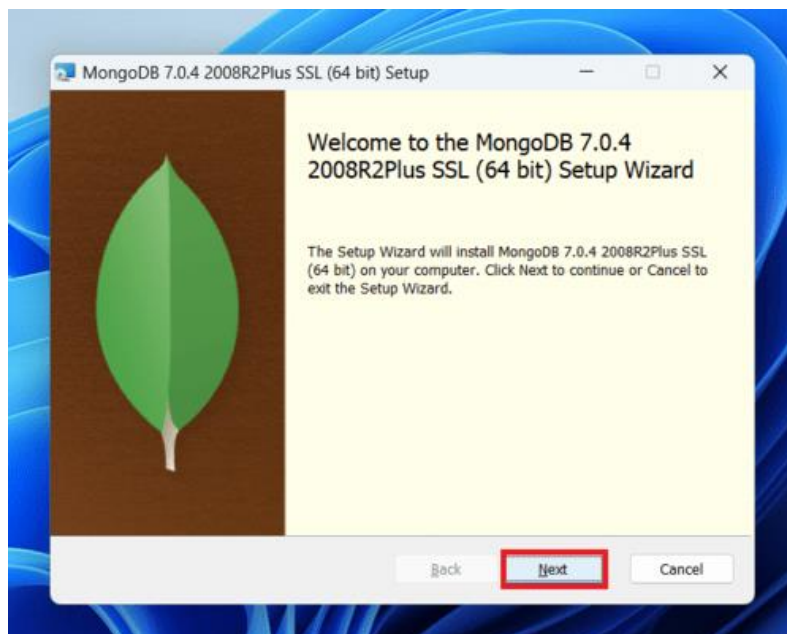 MongoDB 7.0.4 2008R2Plus SSL (64 bit) Setup
Welcome to the MongoDB 7.0.4
2008R2Plus SSL (64 bit) Setup Wizard
The Setup Wizard will install MongoDB 7.0.4 2008R2Plus SSL
(64 bit) on your computer. Click Next to continue or Cancel to
exit the Setup Wizard.
Back
Next
Cancel